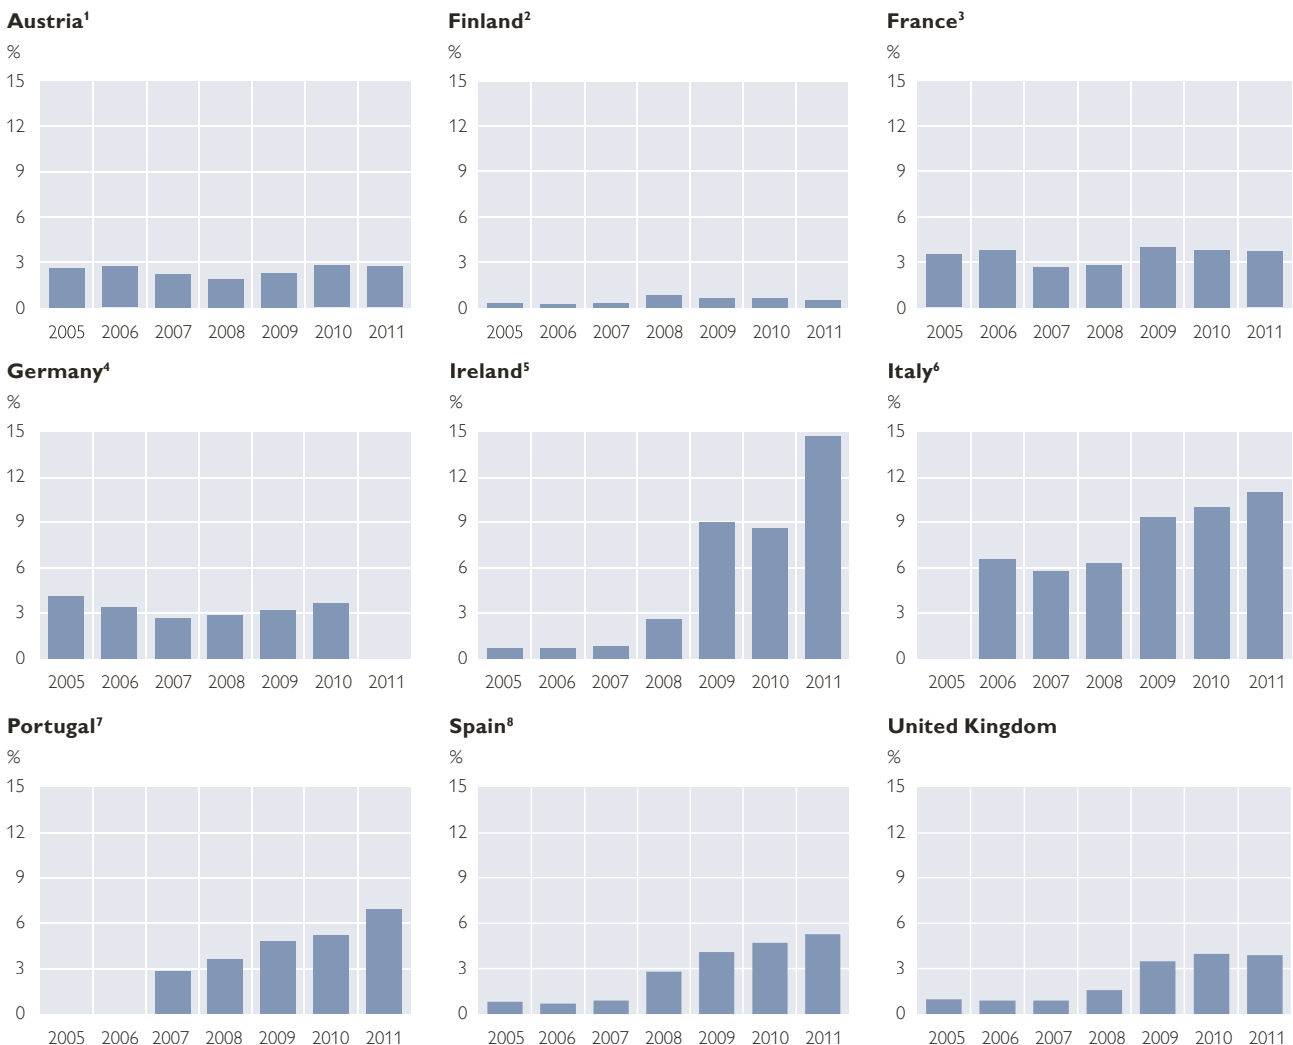 Austria¹ Finland² France³
% % %
15 15 15
12 12 12
9 9 9
6 6 6
3 3 3
0 0 0
2005 2006 2007 2008 2009 2010 2011 2005 2006 2007 2008 2009 2010 2011 2005 2006 2007 2008 2009 2010 2011
Germany⁴ Ireland⁵ Italy⁶
% % %
15 15 15
12 12 12
9 9 9
6 6 6
3 3 3
0 0 0
2005 2006 2007 2008 2009 2010 2011 2005 2006 2007 2008 2009 2010 2011 2005 2006 2007 2008 2009 2010 2011
Portugal⁷ Spain⁸ United Kingdom
% % %
15 15 15
12 12 12
9 9 9
6 6 6
3 3 3
0 0 0
2005 2006 2007 2008 2009 2010 2011 2005 2006 2007 2008 2009 2010 2011 2005 2006 2007 2008 2009 2010 2011